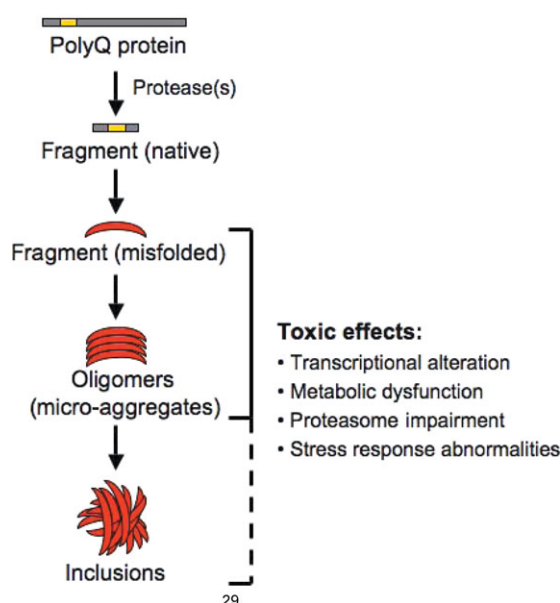 PolyQ protein
Protease(s)
Fragment (native)
Fragment (misfolded)
Oligomers
(micro-aggregates)
Inclusions
Toxic effects:
• Transcriptional alteration
• Metabolic dysfunction
• Proteasome impairment
• Stress response abnormalities
29